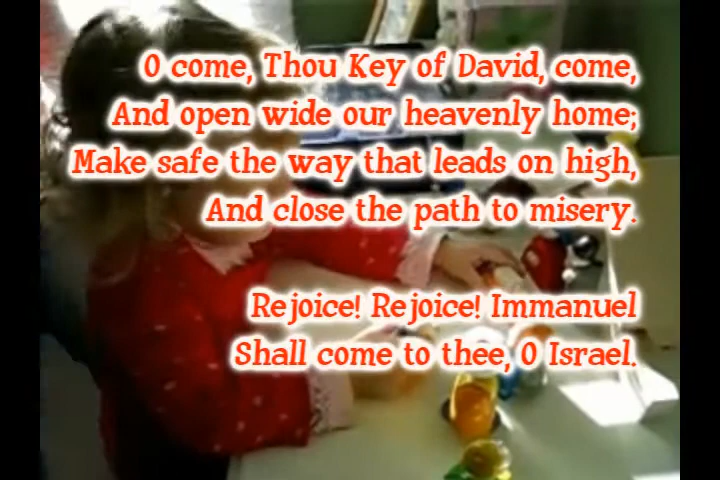 O come, Thou Key of David, come,
And open wide our heavenly home;
Make safe the way that leads on high,
And close the path to misery.
Rejoice! Rejoice! Immanuel
Shall come to thee, O Israel.